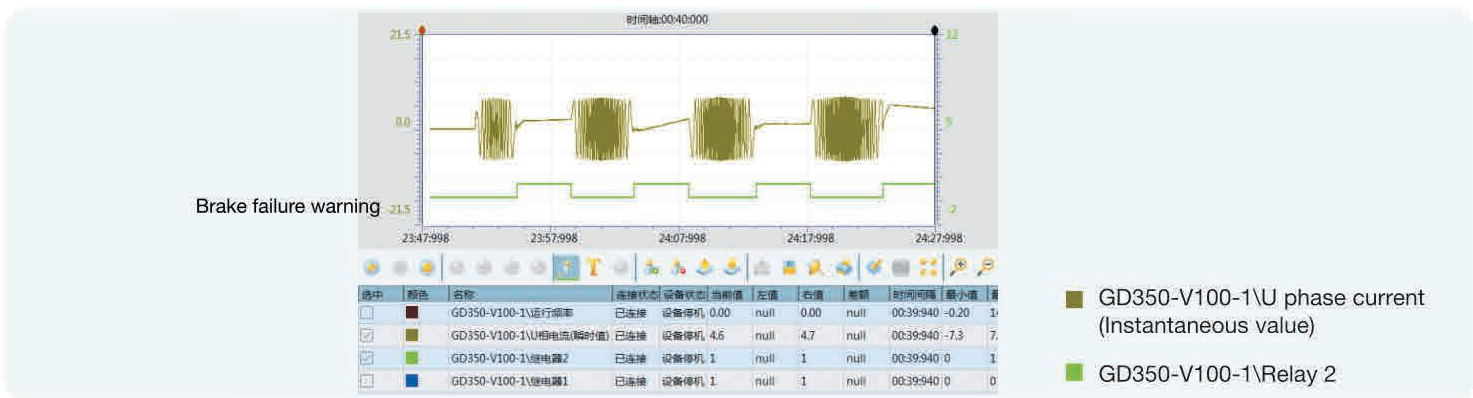 时间轴:00:40:000
21.5
12
0.0
5
Brake failure warning
-21.5
-2
23:47:998
23:57:998
24:07:998
24:17:998
24:27:998
选中 颜色 名称 连接状态 设备状态 当前值 左值 右值 差额 时间间隔 最小值
GD350-V100-1\运行频率 已连接 设备停机 0.00 null 0.00 null 00:39:940 -0.20 14
GD350-V100-1\U相电流(瞬时值) 已连接 设备停机 4.6 null 4.7 null 00:39:940 -7.3 7.
GD350-V100-1\继电器2 已连接 设备停机 1 null 1 null 00:39:940 0 1
GD350-V100-1\继电器1 已连接 设备停机 1 null 1 null 00:39:940 0 0
GD350-V100-1\U phase current
(Instantaneous value)
GD350-V100-1\Relay 2